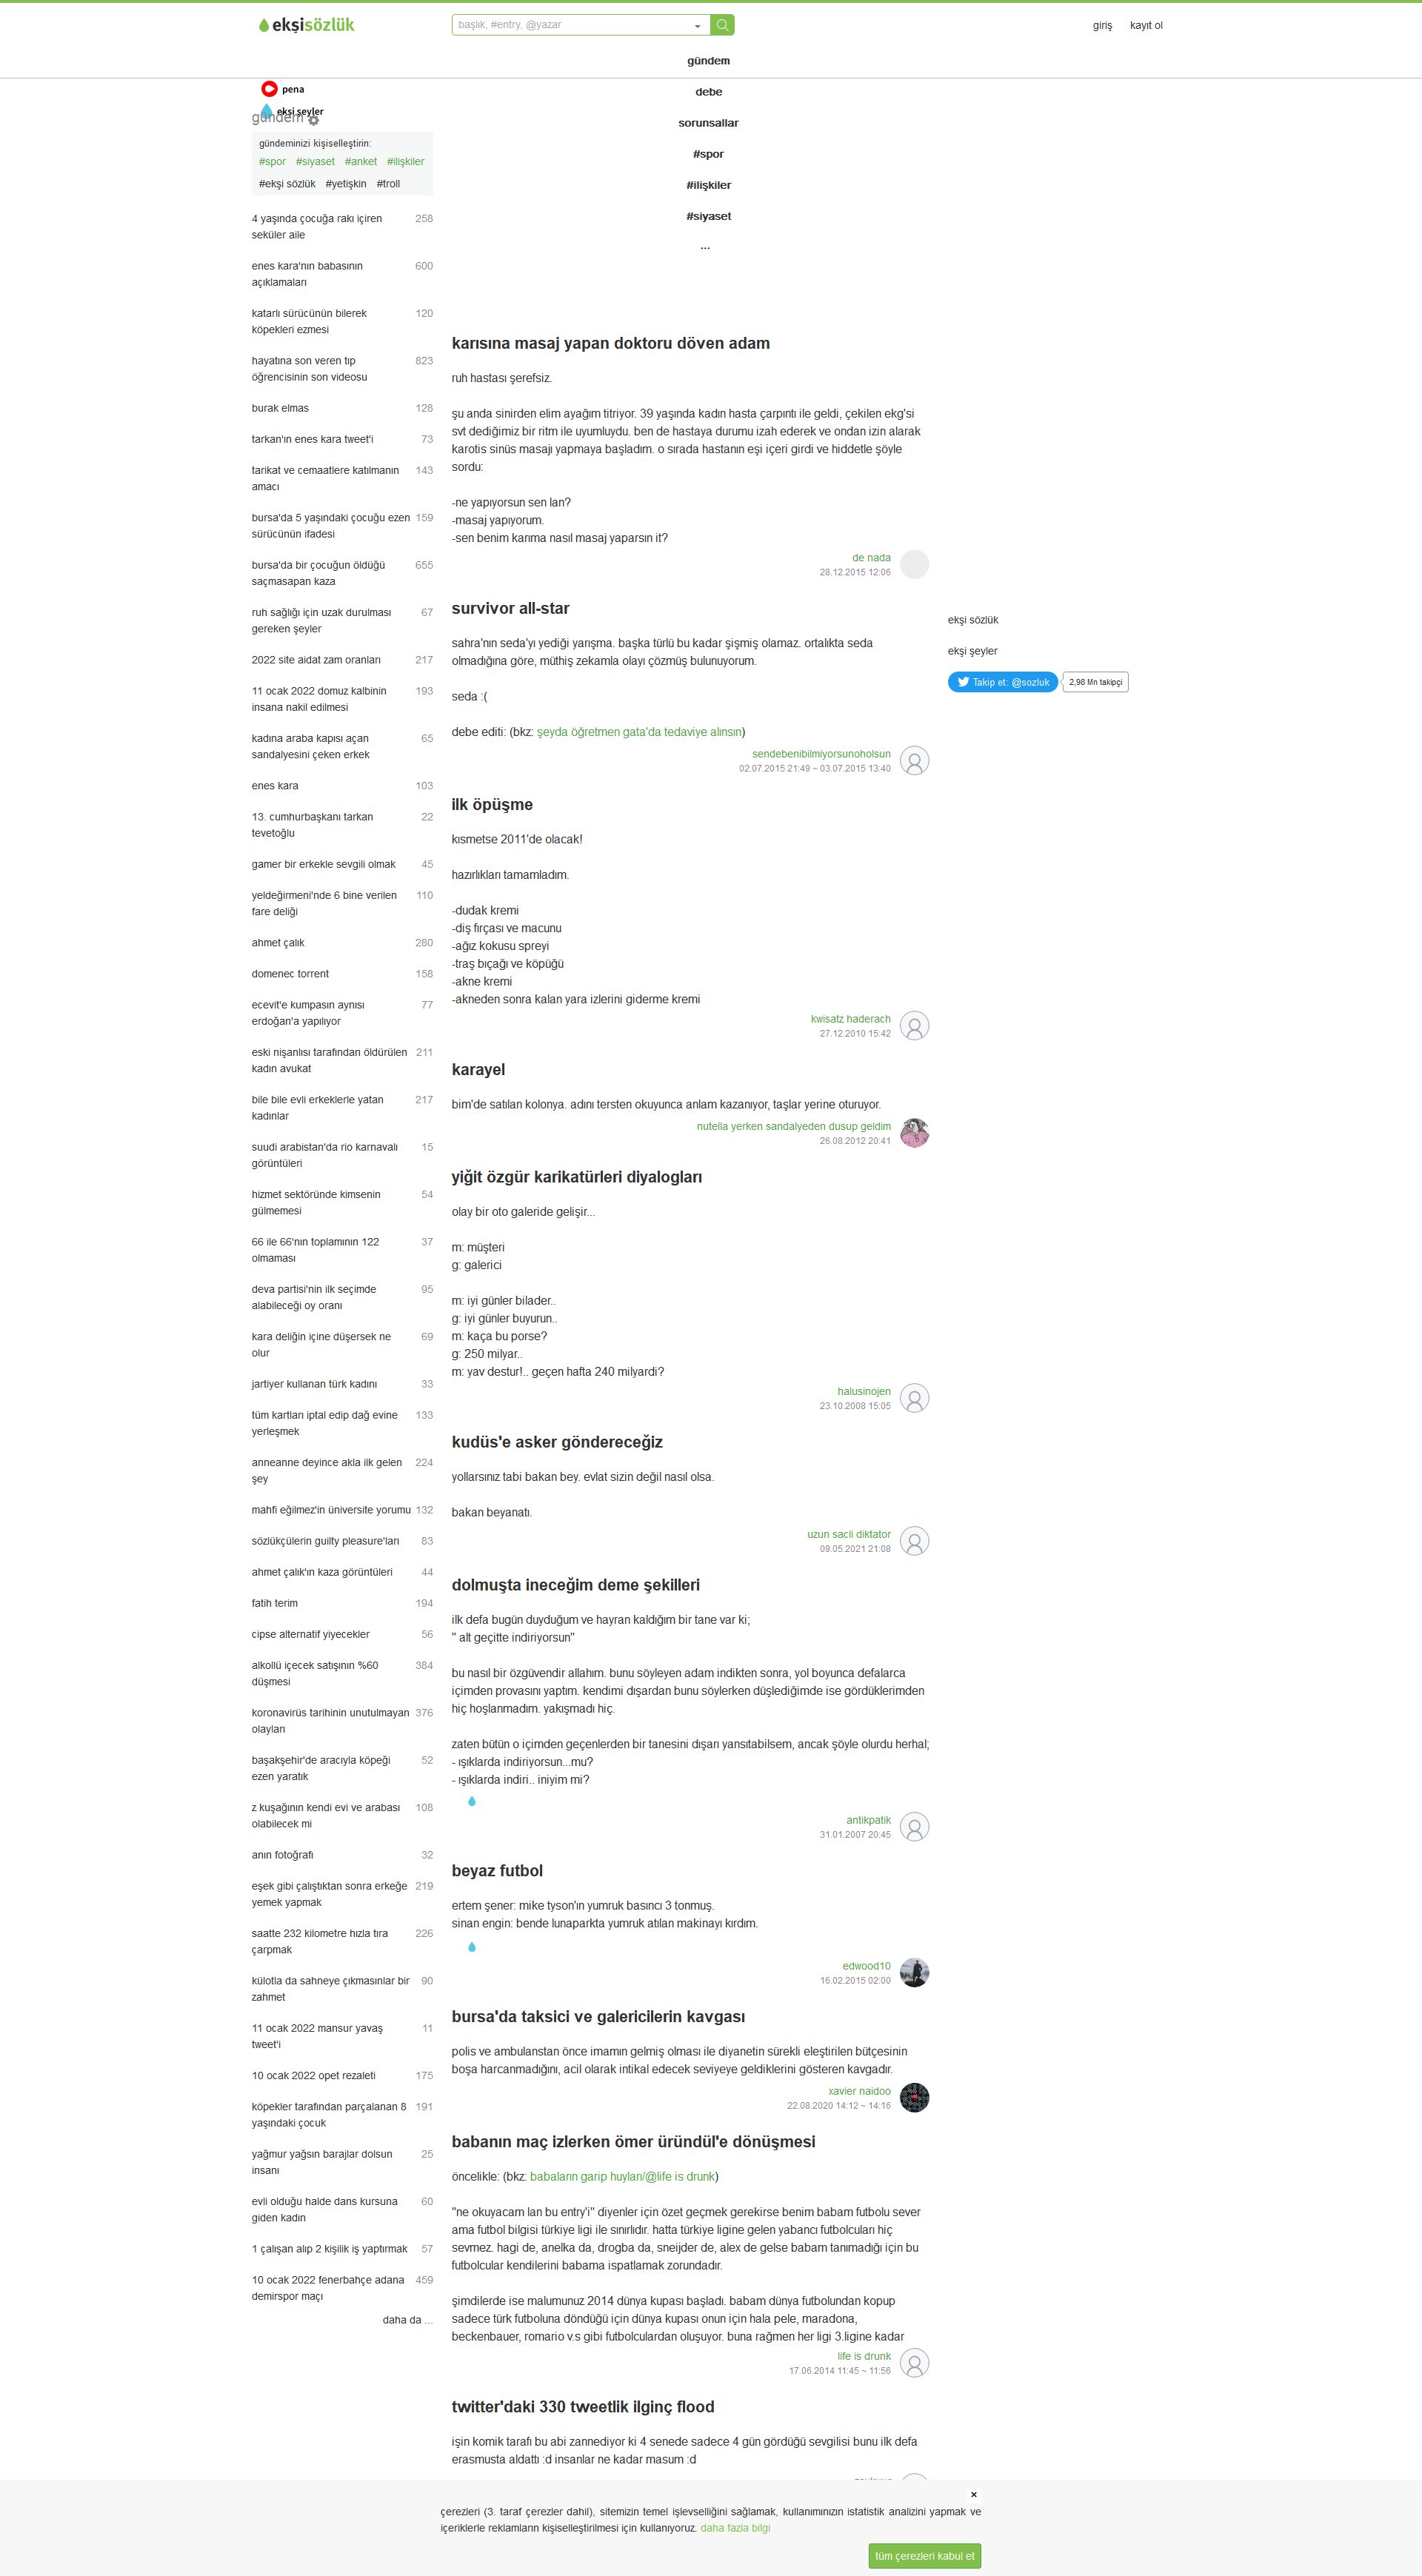 ekşisözlük
başlık, #entry, @yazar
giriş
kayıt ol
gündem
debe
sorunsallar
#spor
#ilişkiler
#siyaset
...
pena
ekşi şeyler
gündem
gündeminizi kişiselleştirin:
#spor #siyaset #anket #ilişkiler
#ekşi sözlük #yetişkin #troll
4 yaşında çocuğa rakı içiren 258
seküler aile
enes kara'nın babasının 600
açıklamaları
katarlı sürücünün bilerek 120
köpekleri ezmesi
hayatına son veren tıp 823
öğrencisinin son videosu
burak elmas 128
tarkan'ın enes kara tweet'i 73
tarikat ve cemaatlere katılmanın 143
amacı
bursa'da 5 yaşındaki çocuğu ezen 159
sürücünün ifadesi
bursa'da bir çocuğun öldüğü 655
saçmasapan kaza
ruh sağlığı için uzak durulması 67
gereken şeyler
2022 site aidat zam oranları 217
11 ocak 2022 domuz kalbinin 193
insana nakil edilmesi
kadına araba kapısı açan 65
sandalyesini çeken erkek
enes kara 103
13. cumhurbaşkanı tarkan 22
tevetoğlu
gamer bir erkekle sevgili olmak 45
yeldeğirmeni'nde 6 bine verilen 110
fare deliği
ahmet çalık 280
domenec torrent 158
ecevit'e kumpasın aynısı 77
erdoğan'a yapılıyor
eski nişanlısı tarafından öldürülen 211
kadın avukat
bile bile evli erkeklerle yatan 217
kadınlar
suudi arabistan'da rio karnavalı 15
görüntüleri
hizmet sektöründe kimsenin 54
gülmemesi
66 ile 66'nın toplamının 122 37
olmaması
deva partisi'nin ilk seçimde 95
alabileceği oy oranı
kara deliğin içine düşersek ne 69
olur
jartiyer kullanan türk kadını 33
tüm kartları iptal edip dağ evine 133
yerleşmek
anneanne deyince akla ilk gelen 224
şey
mahfi eğilmez'in üniversite yorumu 132
sözlükçülerin guilty pleasure'ları 83
ahmet çalık'ın kaza görüntüleri 44
fatih terim 194
cipse alternatif yiyecekler 56
alkollü içecek satışının %60 384
düşmesi
koronavirüs tarihinin unutulmayan 376
olayları
başakşehir'de aracıyla köpeği 52
ezen yaratık
z kuşağının kendi evi ve arabası 108
olabilecek mi
anın fotoğrafı 32
eşek gibi çalıştıktan sonra erkeğe 219
yemek yapmak
saatte 232 kilometre hızla tıra 226
çarpmak
külotla da sahneye çıkmasınlar bir 90
zahmet
11 ocak 2022 mansur yavaş 11
tweet'i
10 ocak 2022 opet rezaleti 175
köpekler tarafından parçalanan 8 191
yaşındaki çocuk
yağmur yağsın barajlar dolsun 25
insanı
evli olduğu halde dans kursuna 60
giden kadın
1 çalışan alıp 2 kişilik iş yaptırmak 57
10 ocak 2022 fenerbahçe adana 459
demirspor maçı
daha da ...
karısına masaj yapan doktoru döven adam
ruh hastası şerefsiz.
şu anda sinirden elim ayağım titriyor. 39 yaşında kadın hasta çarpıntı ile geldi, çekilen ekg'si
svt dediğimiz bir ritm ile uyumluydu. ben de hastaya durumu izah ederek ve ondan izin alarak
karotis sinüs masajı yapmaya başladım. o sırada hastanın eşi içeri girdi ve hiddetle şöyle
sordu:
-ne yapıyorsun sen lan?
-masaj yapıyorum.
-sen benim karıma nasıl masaj yaparsın it?
de nada
28.12.2015 12:06
survivor all-star
sahra'nın seda'yı yediği yarışma. başka türlü bu kadar şişmiş olamaz. ortalıkta seda
olmadığına göre, müthiş zekamla olayı çözmüş bulunuyorum.
seda :(
debe editi: (bkz: şeyda öğretmen gata'da tedaviye alınsın)
sendebenibilmiyorsunoholsun
02.07.2015 21:49 ~ 03.07.2015 13:40
ilk öpüşme
kısmetse 2011'de olacak!
hazırlıkları tamamladım.
-dudak kremi
-diş fırçası ve macunu
-ağız kokusu spreyi
-traş bıçağı ve köpüğü
-akne kremi
-akneden sonra kalan yara izlerini giderme kremi
kwisatz haderach
27.12.2010 15:42
karayel
bim'de satılan kolonya. adını tersten okuyunca anlam kazanıyor, taşlar yerine oturuyor.
nutella yerken sandalyeden dusup geldim
26.08.2012 20:41
yiğit özgür karikatürleri diyalogları
olay bir oto galeride gelişir...
m: müşteri
g: galerici
m: iyi günler bilader..
g: iyi günler buyurun..
m: kaça bu porse?
g: 250 milyar..
m: yav destur!.. geçen hafta 240 milyardi?
halusinojen
23.10.2008 15:05
kudüs'e asker göndereceğiz
yollarsınız tabi bakan bey. evlat sizin değil nasıl olsa.
bakan beyanatı.
uzun sacli diktator
09.05.2021 21:08
dolmuşta ineceğim deme şekilleri
ilk defa bugün duyduğum ve hayran kaldığım bir tane var ki;
" alt geçitte indiriyorsun"
bu nasıl bir özgüvendir allahım. bunu söyleyen adam indikten sonra, yol boyunca defalarca
içimden provasını yaptım. kendimi dışardan bunu söylerken düşlediğimde ise gördüklerimden
hiç hoşlanmadım. yakışmadı hiç.
zaten bütün o içimden geçenlerden bir tanesini dışarı yansıtabilsem, ancak şöyle olurdu herhal;
- ışıklarda indiriyorsun...mu?
- ışıklarda indiri.. iniyim mi?
antikpatik
31.01.2007 20:45
beyaz futbol
ertem şener: mike tyson'ın yumruk basıncı 3 tonmuş.
sinan engin: bende lunaparkta yumruk atılan makinayı kırdım.
edwood10
16.02.2015 02:00
bursa'da taksici ve galericilerin kavgası
polis ve ambulanstan önce imamın gelmiş olması ile diyanetin sürekli eleştirilen bütçesinin
boşa harcanmadığını, acil olarak intikal edecek seviyeye geldiklerini gösteren kavgadır.
xavier naidoo
22.08.2020 14:12 ~ 14:16
babanın maç izlerken ömer üründül'e dönüşmesi
öncelikle: (bkz: babaların garip huyları/@life is drunk)
"ne okuyacam lan bu entry'i" diyenler için özet geçmek gerekirse benim babam futbolu sever
ama futbol bilgisi türkiye ligi ile sınırlıdır. hatta türkiye ligine gelen yabancı futbolcuları hiç
sevmez. hagi de, anelka da, drogba da, sneijder de, alex de gelse babam tanımadığı için bu
futbolcular kendilerini babama ispatlamak zorundadır.
şimdilerde ise malumunuz 2014 dünya kupası başladı. babam dünya futbolundan kopup
sadece türk futboluna döndüğü için dünya kupası onun için hala pele, maradona,
beckenbauer, romario v.s gibi futbolculardan oluşuyor. buna rağmen her ligi 3.ligine kadar
life is drunk
17.06.2014 11:45 ~ 11:56
twitter'daki 330 tweetlik ilginç flood
işin komik tarafı bu abi zannediyor ki 4 senede sadece 4 gün gördüğü sevgilisi bunu ilk defa
erasmusta aldattı :d insanlar ne kadar masum :d
ekşi sözlük
ekşi şeyler
Takip et: @sozluk
2,98 Mn takipçi
×
çerezleri (3. taraf çerezler dahil), sitemizin temel işlevselliğini sağlamak, kullanımınızın istatistik analizini yapmak ve
içeriklerle reklamların kişiselleştirilmesi için kullanıyoruz. daha fazla bilgi
tüm çerezleri kabul et